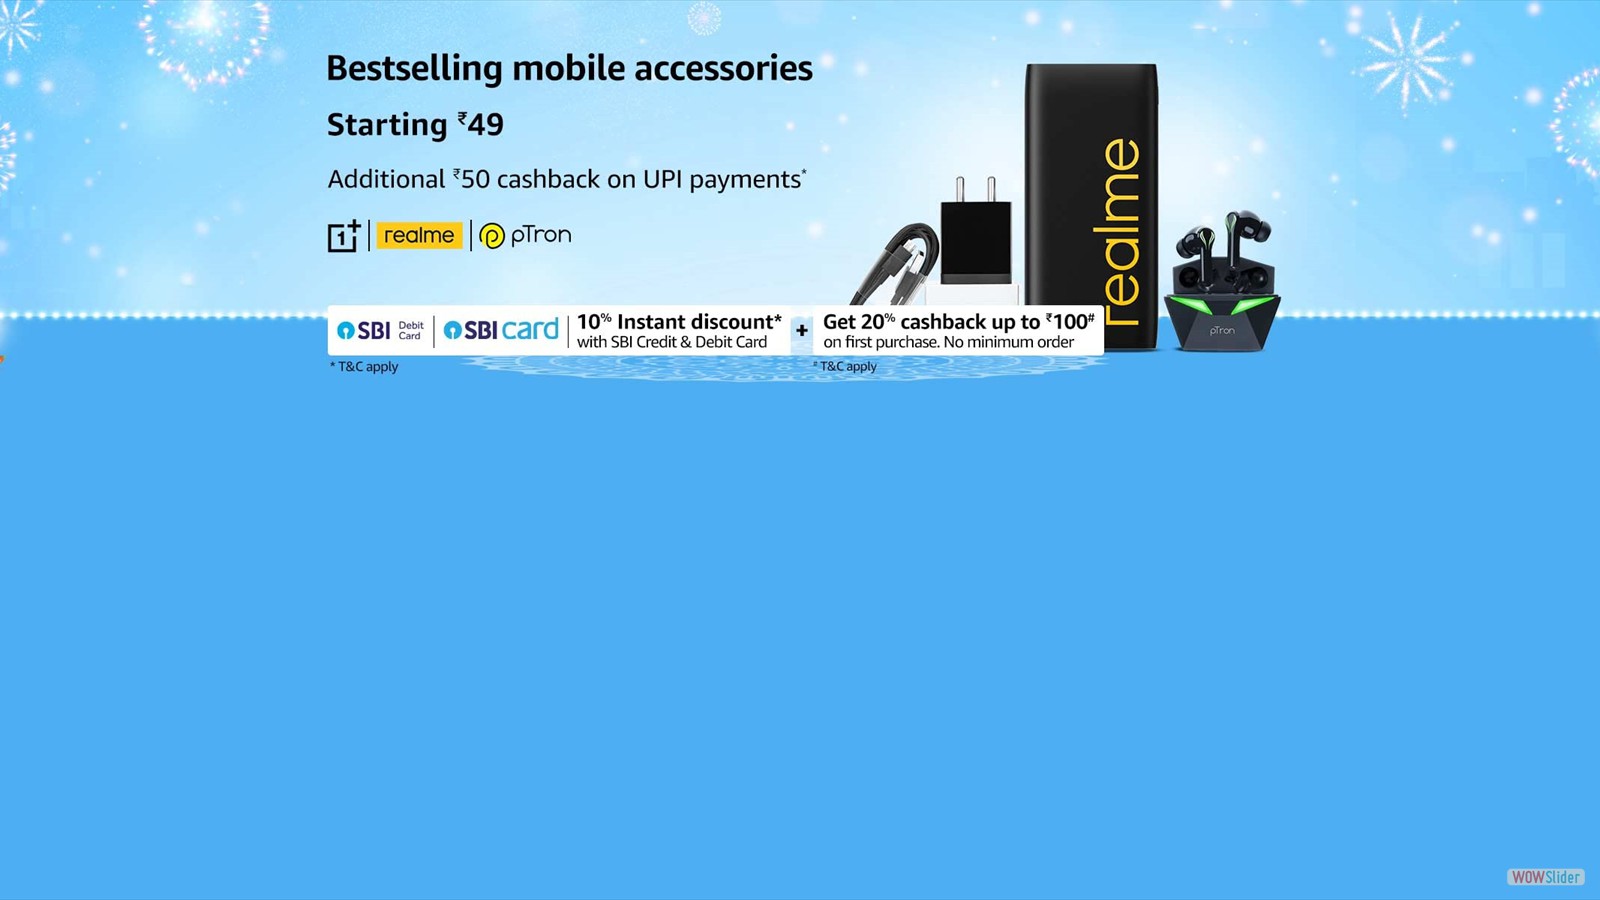 Bestselling mobile accessories
Starting ₹49
Additional ₹50 cashback on UPI payments*
1+ | realme | pTron
realme
pTron
SBI Debit Card | SBI card
10% Instant discount*
with SBI Credit & Debit Card
+
Get 20% cashback up to ₹100#
on first purchase. No minimum order
* T&C apply
# T&C apply
WOWSlider